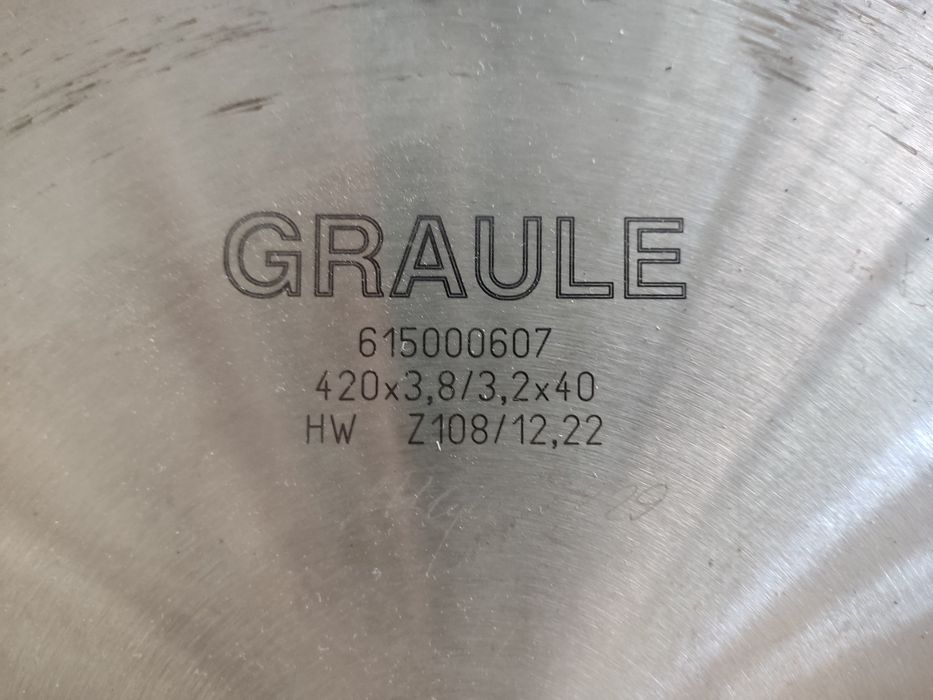 GRAULE
615000607
420x3,8/3,2x40
HW Z108/12,22